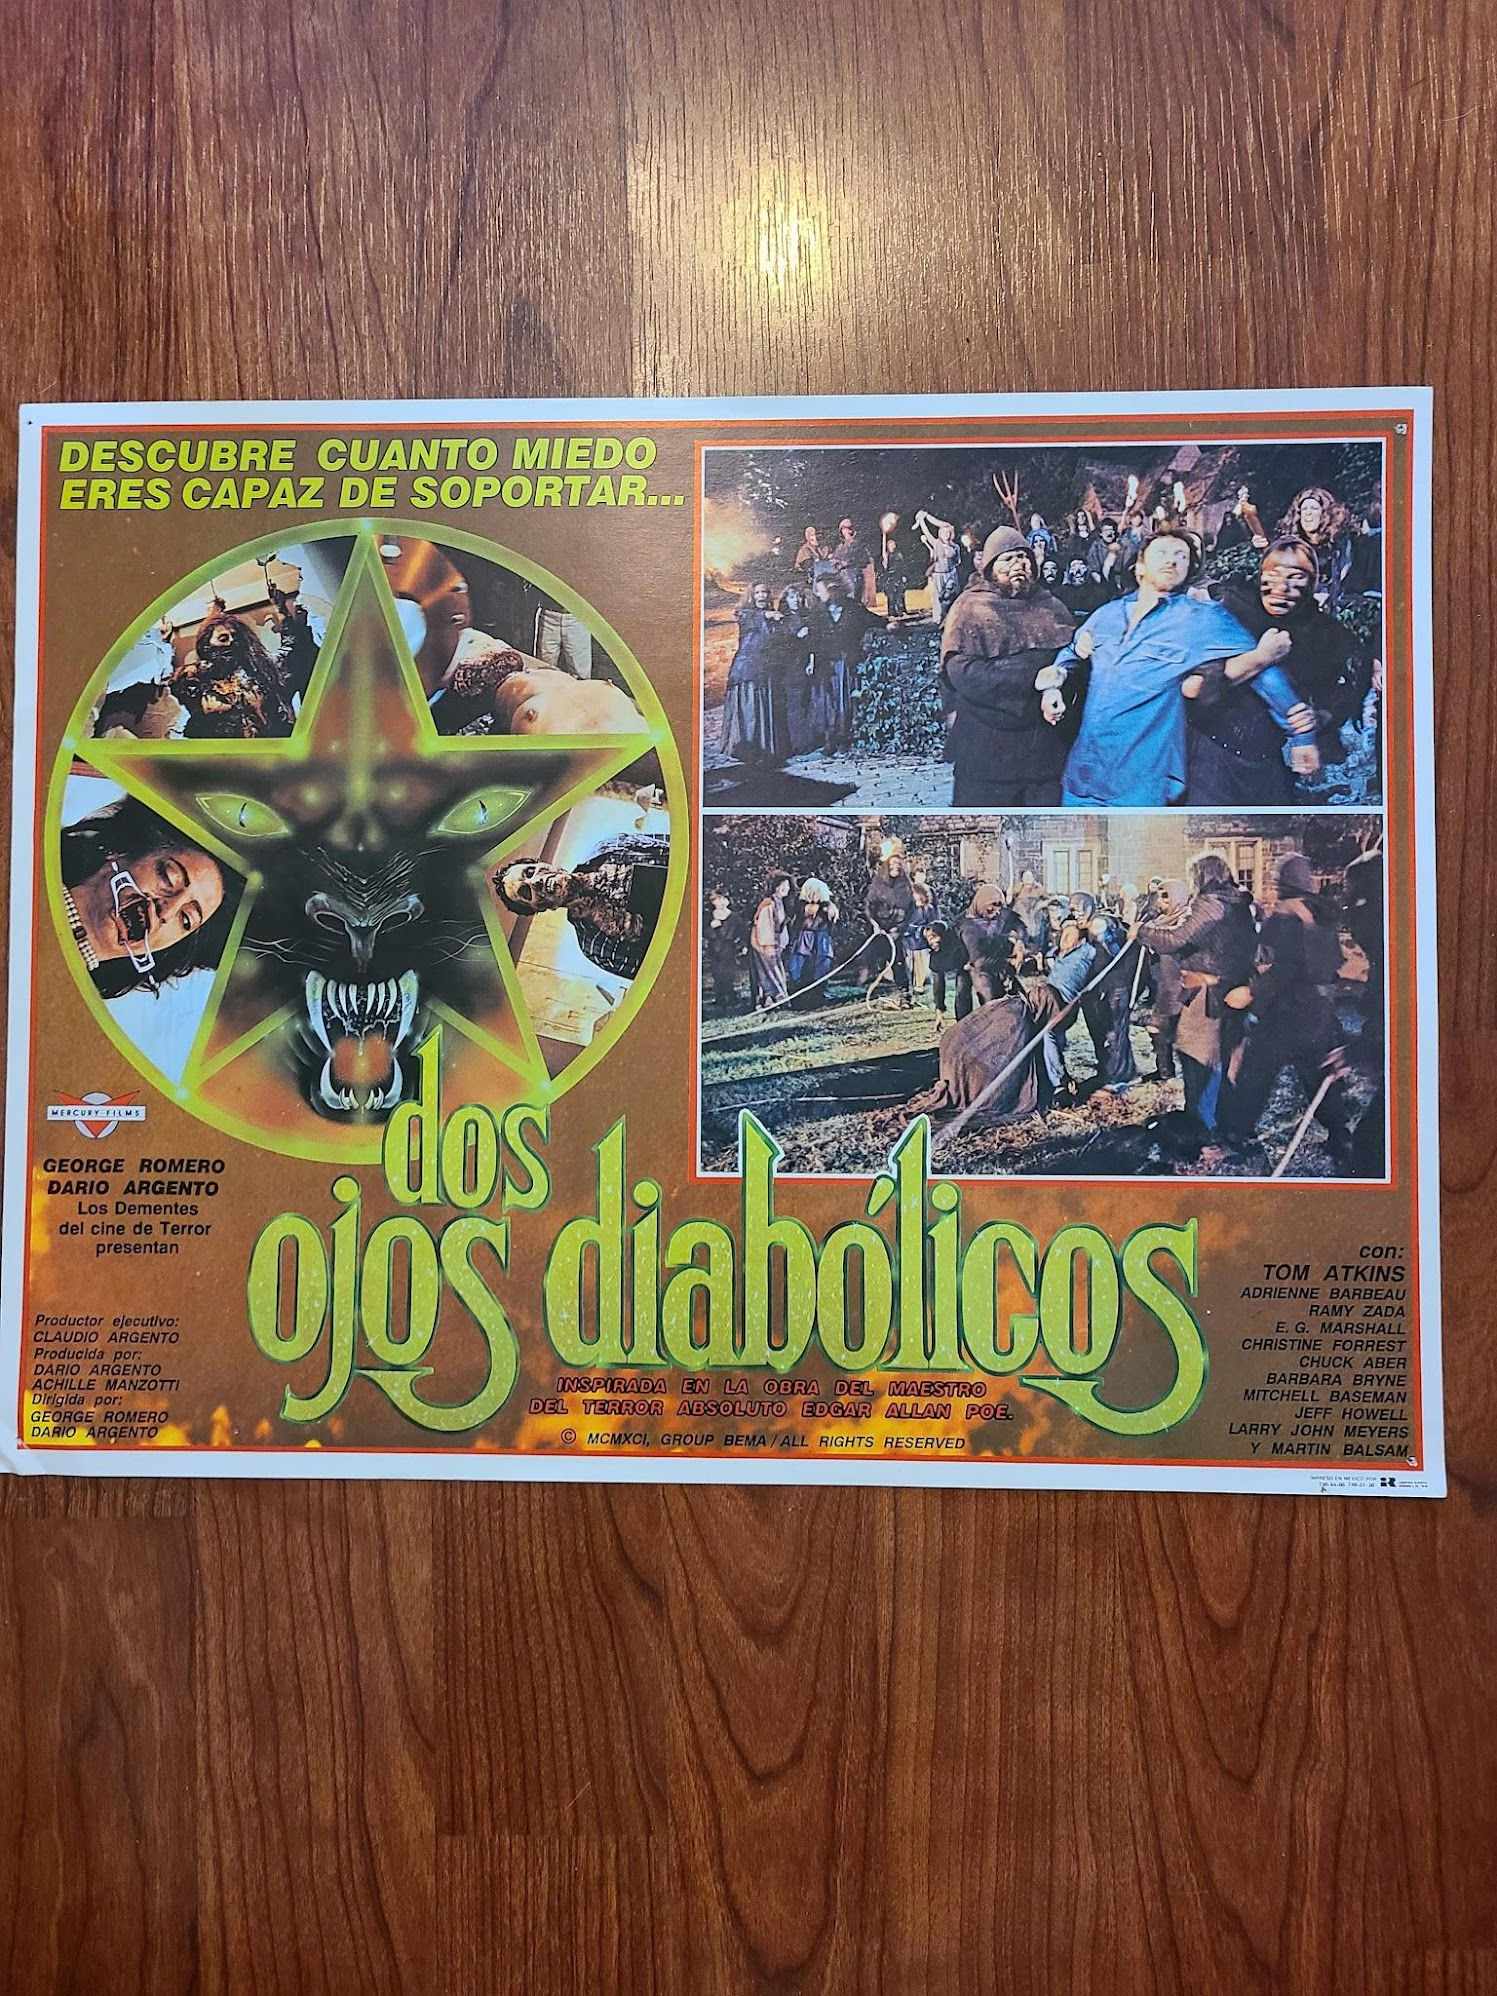 DESCUBRE CUANTO MIEDO
ERES CAPAZ DE SOPORTAR...
MERCURY FILMS
GEORGE ROMERO
DARIO ARGENTO
Los Dementes
del cine de Terror
presentan
Productor ejecutivo:
CLAUDIO ARGENTO
Producida por:
DARIO ARGENTO
ACHILLE MANZOTTI
Dirigida por:
GEORGE ROMERO
DARIO ARGENTO
dos
ojos diabólicos
INSPIRADA EN LA OBRA DEL MAESTRO
DEL TERROR ABSOLUTO EDGAR ALLAN POE.
© MCMXCI, GROUP BEMA / ALL RIGHTS RESERVED
con:
TOM ATKINS
ADRIENNE BARBEAU
RAMY ZADA
E. G. MARSHALL
CHRISTINE FORREST
CHUCK ABER
BARBARA BRYNE
MITCHELL BASEMAN
JEFF HOWELL
LARRY JOHN MEYERS
Y MARTIN BALSAM
IMPRESO EN MEXICO POR